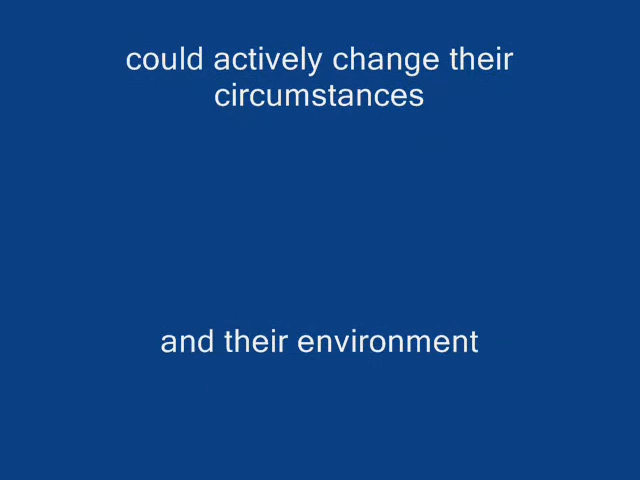 could actively change their
circumstances
and their environment